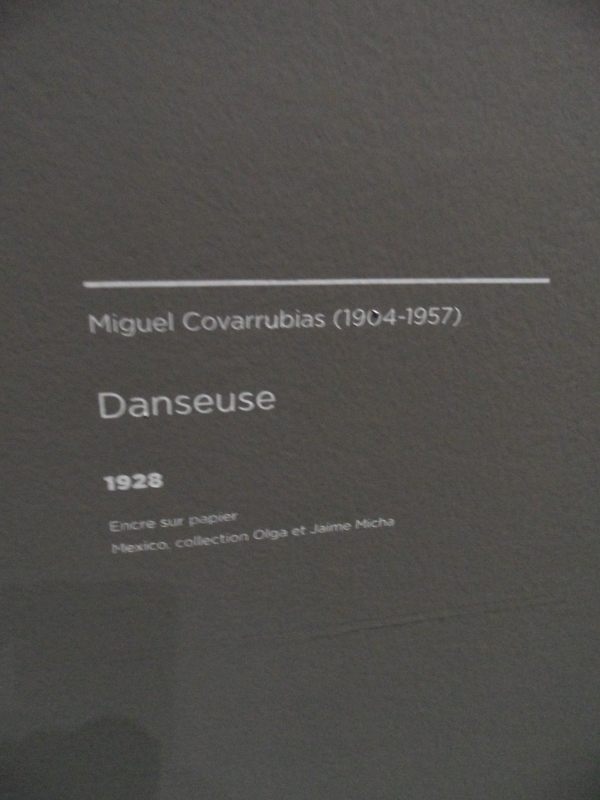 Miguel Covarrubias (1904-1957)
Danseuse
1928
Encre sur papier
Mexico, collection Olga et Jaime Micha